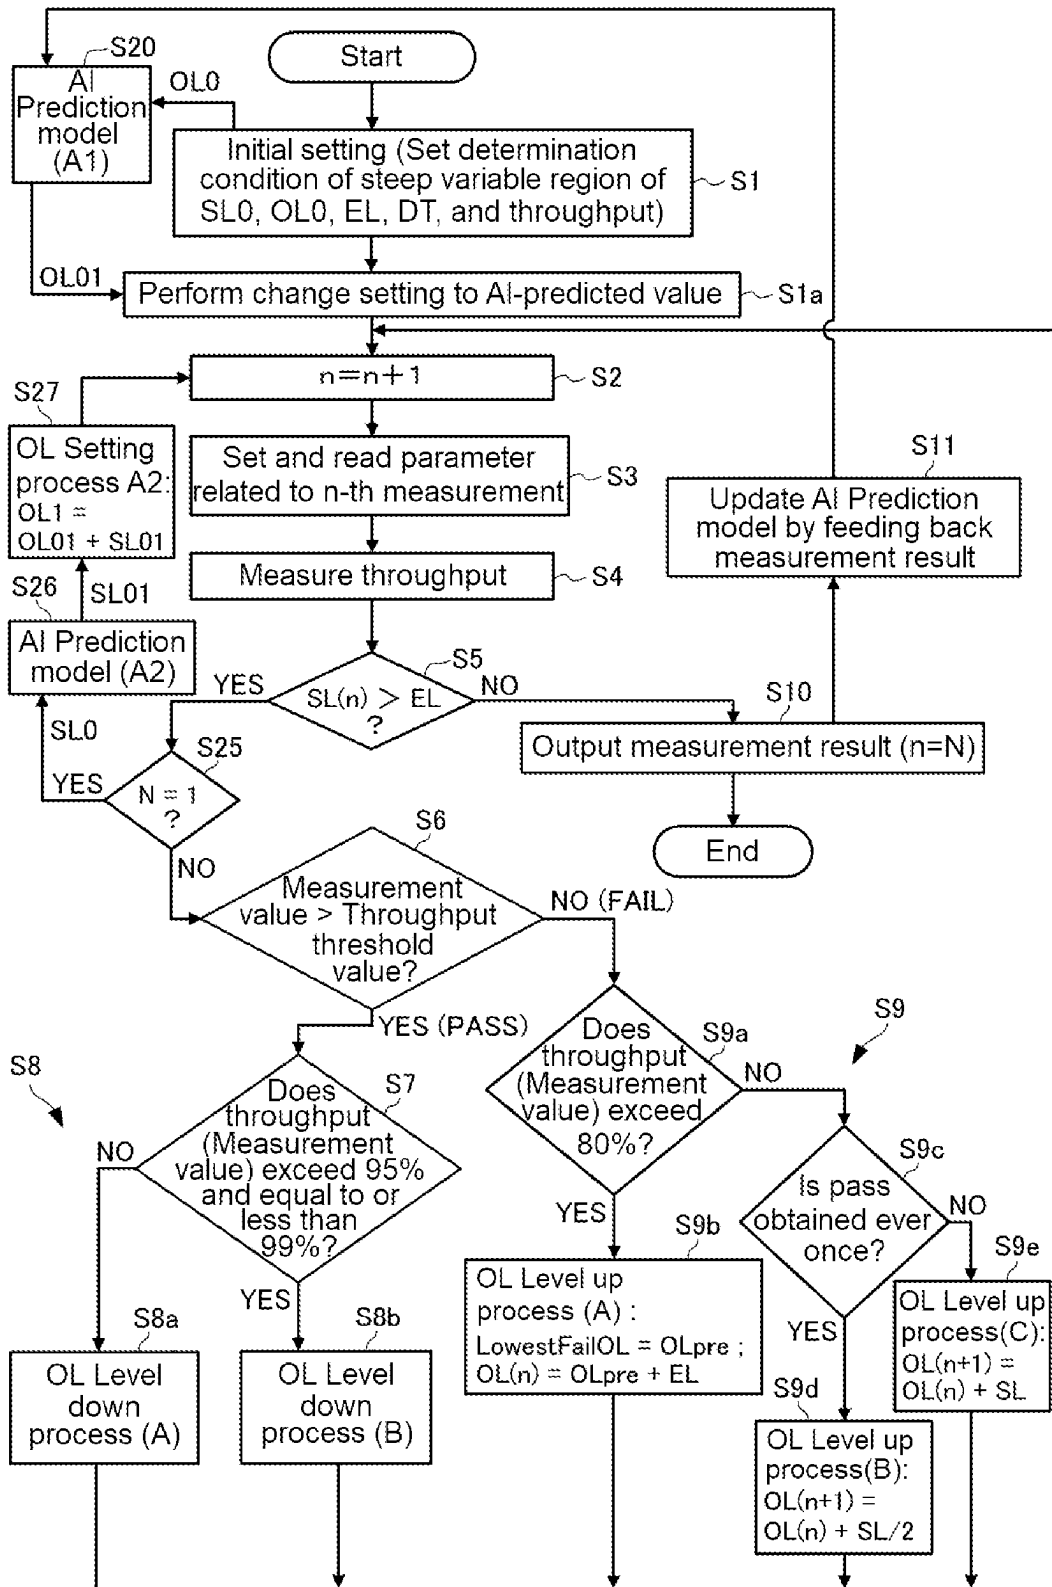 Start
S20
AI
Prediction
model
(A1)
OL0
Initial setting (Set determination
condition of steep variable region of
SL0, OL0, EL, DT, and throughput)
S1
OL01
Perform change setting to AI-predicted value
S1a
n=n+1
S2
S27
OL Setting
process A2:
OL1 =
OL01 + SL01
Set and read parameter
related to n-th measurement
S3
S11
Update AI Prediction
model by feeding back
measurement result
Measure throughput
S4
S26
SL01
AI Prediction
model (A2)
S5
YES
SL(n) > EL
?
NO
S10
Output measurement result (n=N)
SL0
S25
YES
N = 1
?
NO
End
S6
Measurement
value > Throughput
threshold
value?
NO (FAIL)
YES (PASS)
S9
S9a
Does
throughput
(Measurement
value) exceed
80%?
NO
S8
S7
Does
throughput
(Measurement
value) exceed 95%
and equal to or
less than
99%?
NO
S9c
Is pass
obtained ever
once?
NO
YES
S9b
OL Level up
process (A) :
LowestFailOL = OLpre ;
OL(n) = OLpre + EL
S9e
OL Level up
process(C):
OL(n+1) =
OL(n) + SL
YES
YES
S8a
OL Level
down
process (A)
S8b
OL Level
down
process (B)
S9d
OL Level up
process(B):
OL(n+1) =
OL(n) + SL/2